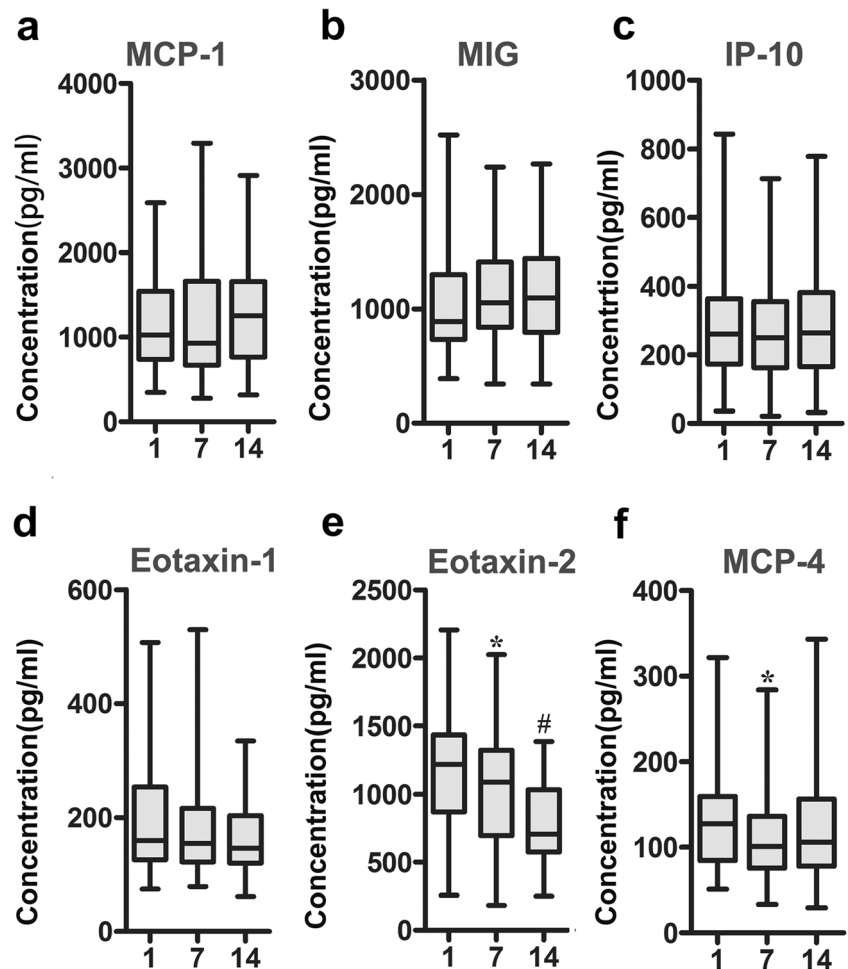 a
MCP-1
Concentration(pg/ml)
4000
3000
2000
1000
0
1 7 14
b
MIG
Concentration(pg/ml)
3000
2000
1000
0
1 7 14
c
IP-10
Concentrtion(pg/ml)
1000
800
600
400
200
0
1 7 14
d
Eotaxin-1
Concentration(pg/ml)
600
400
200
0
1 7 14
e
Eotaxin-2
Concentration(pg/ml)
2500
2000
1500
1000
500
0
*
#
1 7 14
f
MCP-4
Concentration(pg/ml)
400
300
200
100
0
*
1 7 14